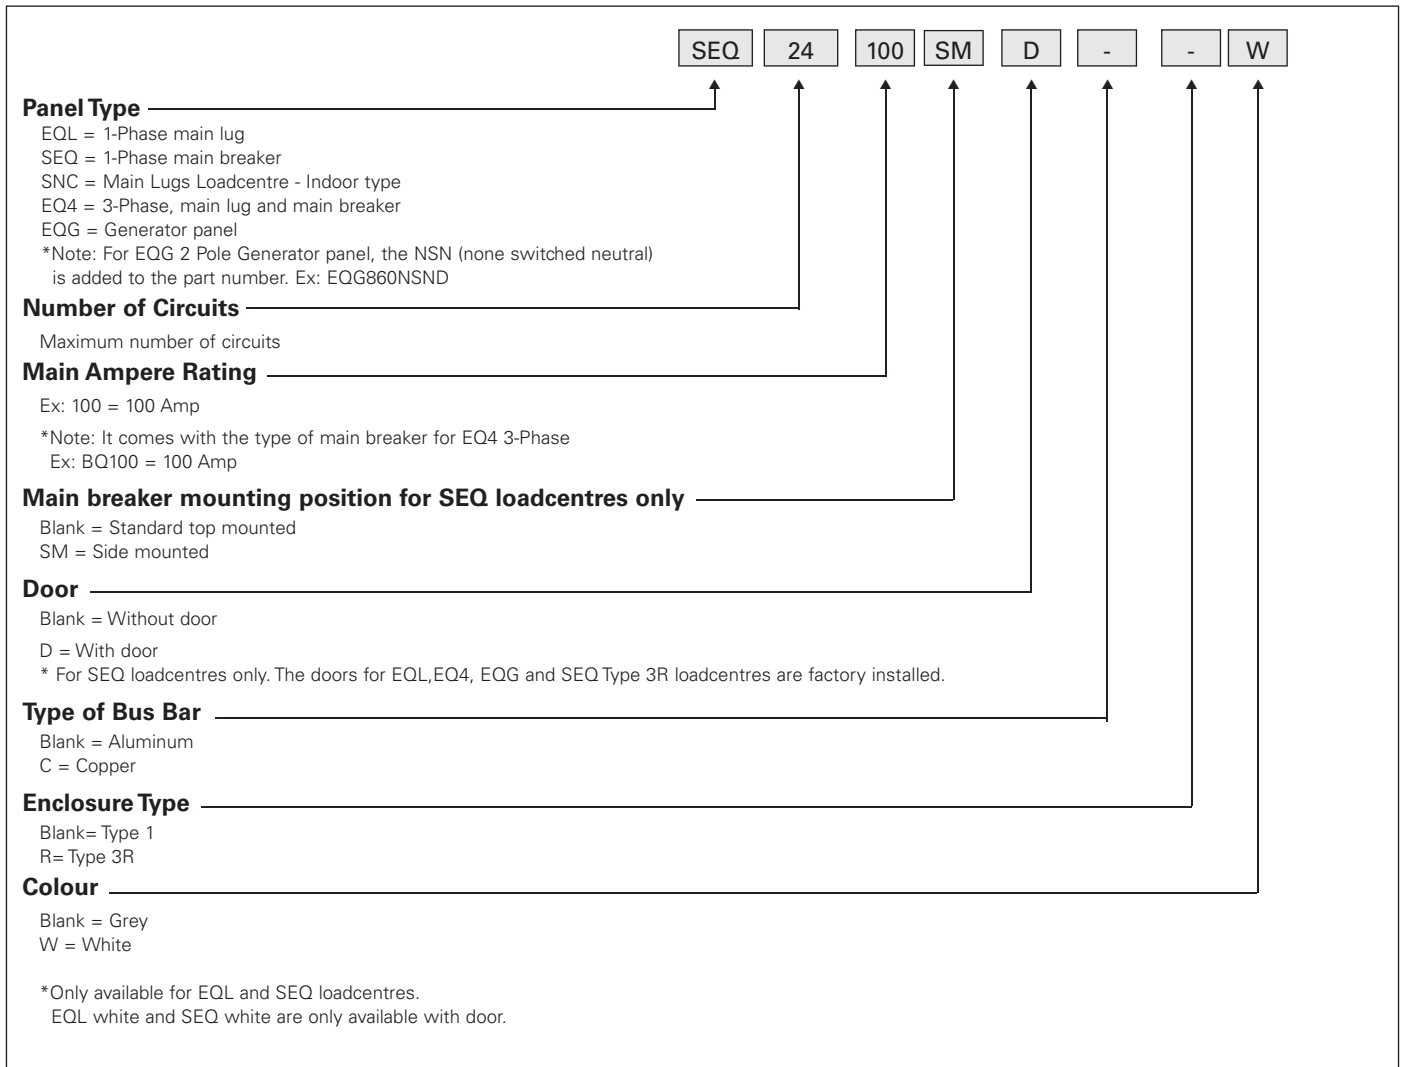 SEQ 24 100 SM D - - W
Panel Type
EQL = 1-Phase main lug
SEQ = 1-Phase main breaker
SNC = Main Lugs Loadcentre - Indoor type
EQ4 = 3-Phase, main lug and main breaker
EQG = Generator panel
*Note: For EQG 2 Pole Generator panel, the NSN (none switched neutral)
is added to the part number. Ex: EQG860NSND
Number of Circuits
Maximum number of circuits
Main Ampere Rating
Ex: 100 = 100 Amp
*Note: It comes with the type of main breaker for EQ4 3-Phase
Ex: BQ100 = 100 Amp
Main breaker mounting position for SEQ loadcentres only
Blank = Standard top mounted
SM = Side mounted
Door
Blank = Without door
D = With door
* For SEQ loadcentres only. The doors for EQL,EQ4, EQG and SEQ Type 3R loadcentres are factory installed.
Type of Bus Bar
Blank = Aluminum
C = Copper
Enclosure Type
Blank= Type 1
R= Type 3R
Colour
Blank = Grey
W = White
*Only available for EQL and SEQ loadcentres.
EQL white and SEQ white are only available with door.